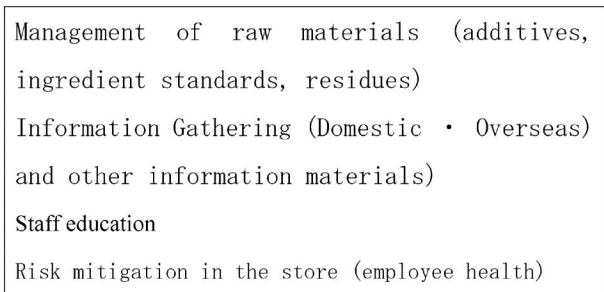 Management of raw materials (additives,
ingredient standards, residues)
Information Gathering (Domestic ・ Overseas)
and other information materials)
Staff education
Risk mitigation in the store (employee health)